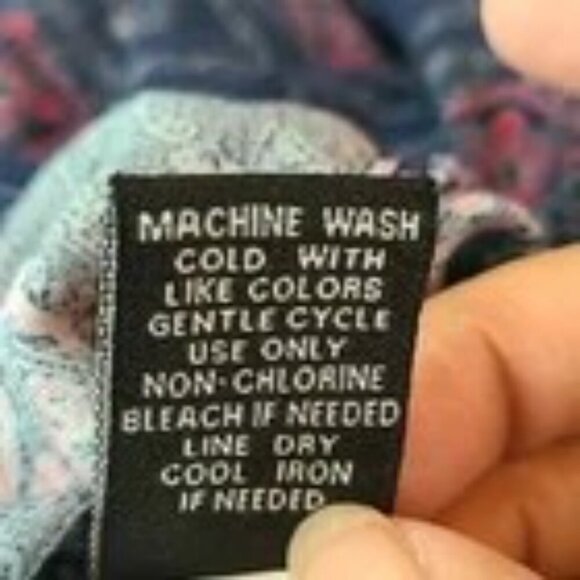 MACHINE WASH
COLD WITH
LIKE COLORS
GENTLE CYCLE
USE ONLY
NON-CHLORINE
BLEACH IF NEEDED
LINE DRY
COOL IRON
IF NEEDED